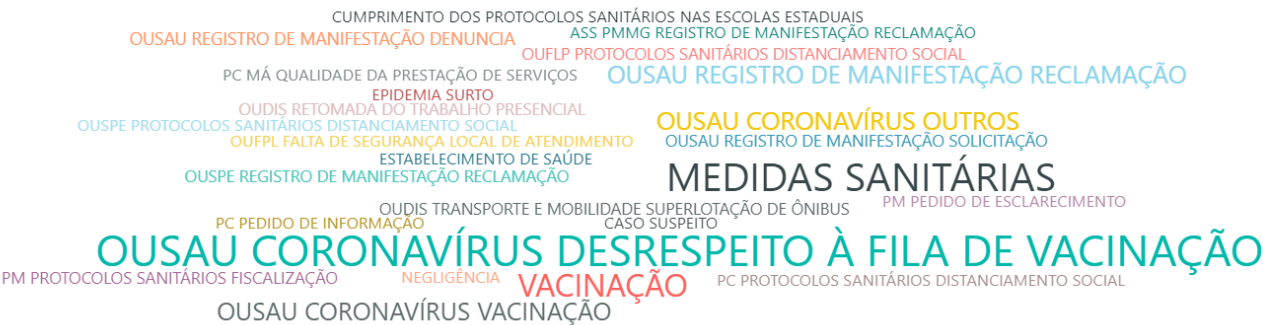 CUMPRIMENTO DOS PROTOCOLOS SANITÁRIOS NAS ESCOLAS ESTADUAIS
OUSAU REGISTRO DE MANIFESTAÇÃO DENUNCIA
ASS PMMG REGISTRO DE MANIFESTAÇÃO RECLAMAÇÃO
OUFLP PROTOCOLOS SANITÁRIOS DISTANCIAMENTO SOCIAL
PC MÁ QUALIDADE DA PRESTAÇÃO DE SERVIÇOS
OUSAU REGISTRO DE MANIFESTAÇÃO RECLAMAÇÃO
EPIDEMIA SURTO
OUDIS RETOMADA DO TRABALHO PRESENCIAL
OUSPE PROTOCOLOS SANITÁRIOS DISTANCIAMENTO SOCIAL
OUSAU CORONAVÍRUS OUTROS
OUFPL FALTA DE SEGURANÇA LOCAL DE ATENDIMENTO
OUSAU REGISTRO DE MANIFESTAÇÃO SOLICITAÇÃO
ESTABELECIMENTO DE SAÚDE
OUSPE REGISTRO DE MANIFESTAÇÃO RECLAMAÇÃO
MEDIDAS SANITÁRIAS
PM PEDIDO DE ESCLARECIMENTO
OUDIS TRANSPORTE E MOBILIDADE SUPERLOTAÇÃO DE ÔNIBUS
PC PEDIDO DE INFORMAÇÃO
CASO SUSPEITO
OUSAU CORONAVÍRUS DESRESPEITO À FILA DE VACINAÇÃO
PM PROTOCOLOS SANITÁRIOS FISCALIZAÇÃO
NEGLIGÊNCIA
VACINAÇÃO
PC PROTOCOLOS SANITÁRIOS DISTANCIAMENTO SOCIAL
OUSAU CORONAVÍRUS VACINAÇÃO